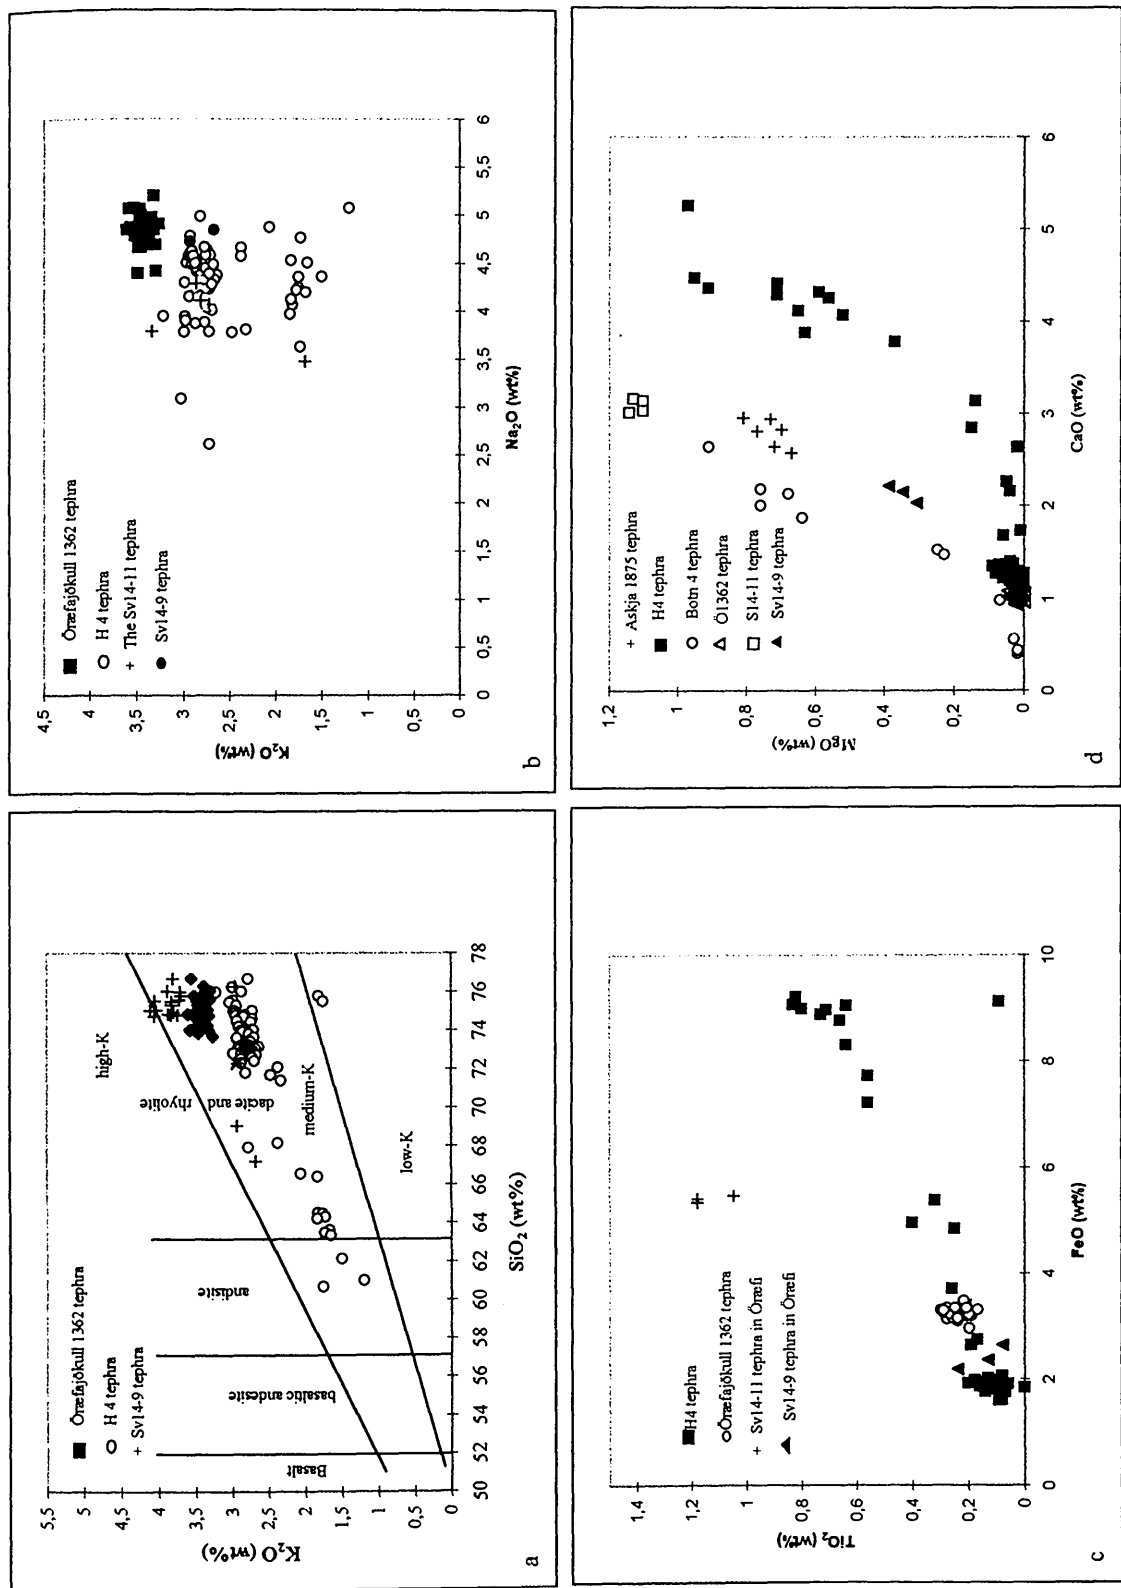 5,5
5
4,5
4
3,5
3
2,5
2
1,5
1
0,5
0
K₂O (wt%)
Öræfajökull 1362 tephra
H 4 tephra
Sv14-9 tephra
Basalt
basaltic andesite
andisite
dacite and
rhyolite
high-K
medium-K
low-K
50 52 54 56 58 60 62 64 66 68 70 72 74 76 78
SiO₂ (wt%)
a
4,5
4
3,5
3
2,5
2
1,5
1
0,5
0
K₂O (wt%)
Öræfajökull 1362 tephra
H 4 tephra
The Sv14-11 tephra
Sv14-9 tephra
0 0,5 1 1,5 2 2,5 3 3,5 4 4,5 5 5,5 6
Na₂O (wt%)
b
1,4
1,2
1
0,8
0,6
0,4
0,2
0
TiO₂ (wt%)
H4 tephra
Öræfajökull 1362 tephra
Sv14-11 tephra in Öræfi
Sv14-9 tephra in Öræfi
0 2 4 6 8 10
FeO (wt%)
c
1,2
1
0,8
0,6
0,4
0,2
0
MgO (wt%)
Askja 1875 tephra
H4 tephra
Botn 4 tephra
Ö1362 tephra
S14-11 tephra
Sv14-9 tephra
0 1 2 3 4 5 6
CaO (wt%)
d